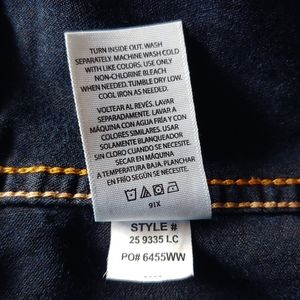 TURN INSIDE OUT. WASH
SEPARATELY. MACHINE WASH COLD
WITH LIKE COLORS. USE ONLY
NON-CHLORINE BLEACH
WHEN NEEDED. TUMBLE DRY LOW.
COOL IRON AS NEEDED.
VOLTEAR AL REVÉS. LAVAR
SEPARADAMENTE. LAVAR A
MÁQUINA CON AGUA FRÍA Y CON
COLORES SIMILARES. USAR
SOLAMENTE BLANQUEADOR
SIN CLORO CUANDO SE NECESITE.
SECAR EN MÁQUINA
A TEMPERATURA BAJA. PLANCHAR
EN FRÍO SEGÚN SE NECESITE.
91X
STYLE #
25 9335 LC
PO# 6455WW